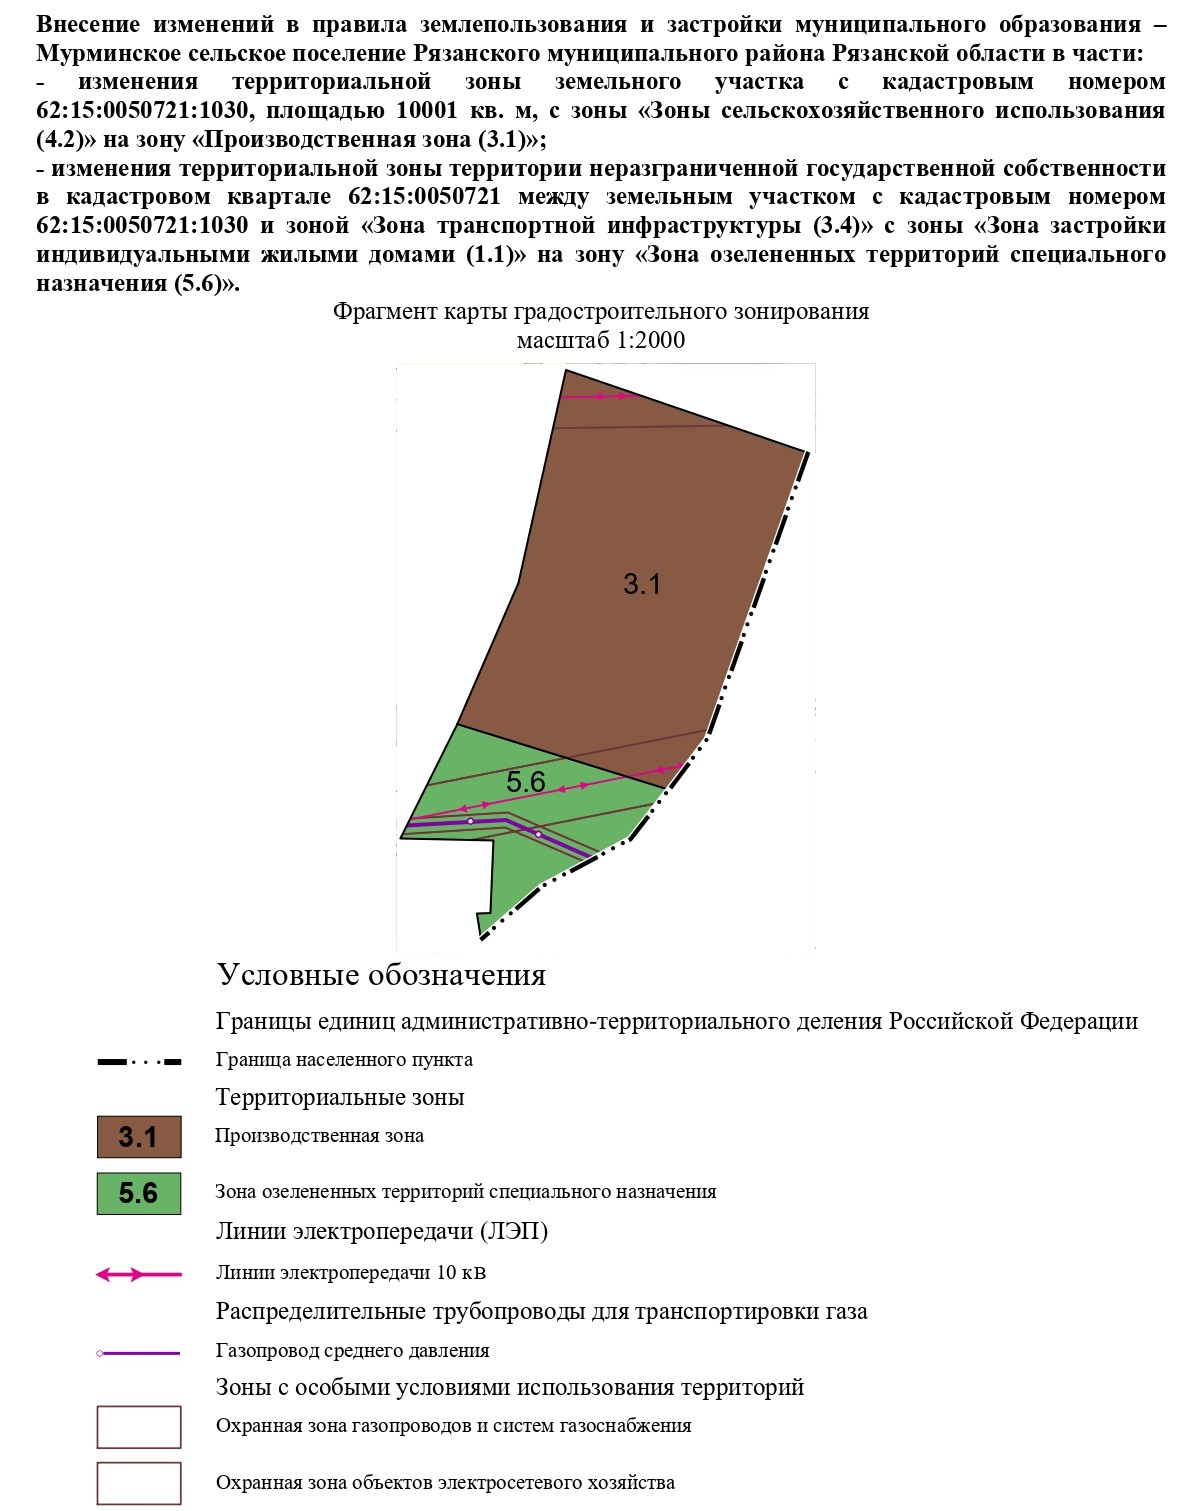 Внесение изменений в правила землепользования и застройки муниципального образования –
Мурминское сельское поселение Рязанского муниципального района Рязанской области в части:
- изменения территориальной зоны земельного участка с кадастровым номером
62:15:0050721:1030, площадью 10001 кв. м, с зоны «Зоны сельскохозяйственного использования
(4.2)» на зону «Производственная зона (3.1)»;
- изменения территориальной зоны территории неразграниченной государственной собственности
в кадастровом квартале 62:15:0050721 между земельным участком с кадастровым номером
62:15:0050721:1030 и зоной «Зона транспортной инфраструктуры (3.4)» с зоны «Зона застройки
индивидуальными жилыми домами (1.1)» на зону «Зона озелененных территорий специального
назначения (5.6)».
Фрагмент карты градостроительного зонирования
масштаб 1:2000
3.1
5.6
Условные обозначения
Границы единиц административно-территориального деления Российской Федерации
Граница населенного пункта
Территориальные зоны
3.1 Производственная зона
5.6 Зона озелененных территорий специального назначения
Линии электропередачи (ЛЭП)
Линии электропередачи 10 кв
Распределительные трубопроводы для транспортировки газа
Газопровод среднего давления
Зоны с особыми условиями использования территорий
Охранная зона газопроводов и систем газоснабжения
Охранная зона объектов электросетевого хозяйства